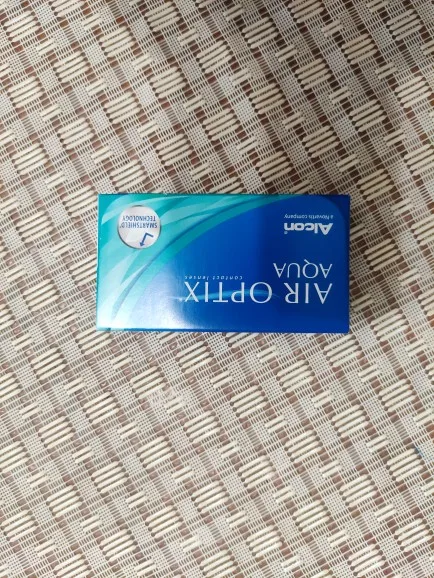 AIR OPTIX
AQUA
contact lenses
Alcon®
a Novartis company
SMARTSHIELD
TECHNOLOGY